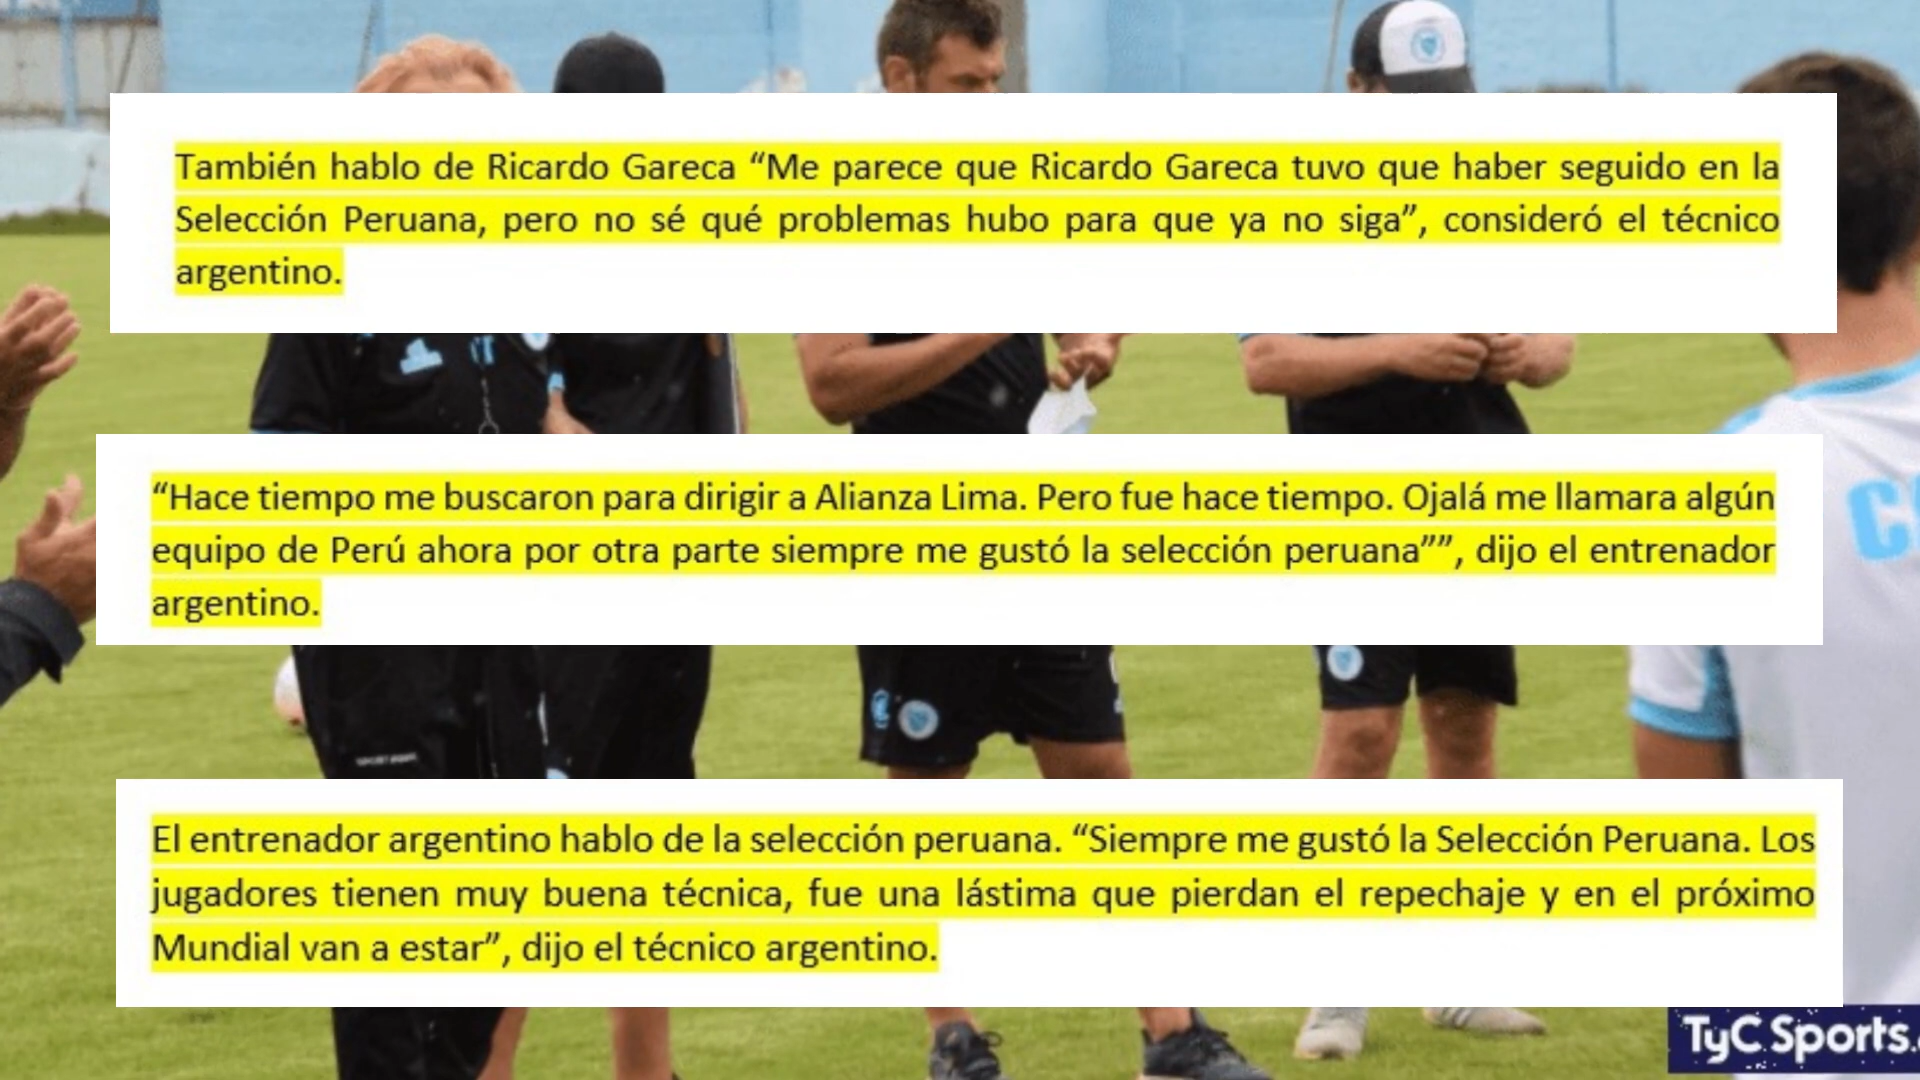 También hablo de Ricardo Gareca “Me parece que Ricardo Gareca tuvo que haber seguido en la
Selección Peruana, pero no sé qué problemas hubo para que ya no siga”, consideró el técnico
argentino.
“Hace tiempo me buscaron para dirigir a Alianza Lima. Pero fue hace tiempo. Ojalá me llamara algún
equipo de Perú ahora por otra parte siempre me gustó la selección peruana””, dijo el entrenador
argentino.
El entrenador argentino hablo de la selección peruana. “Siempre me gustó la Selección Peruana. Los
jugadores tienen muy buena técnica, fue una lástima que pierdan el repechaje y en el próximo
Mundial van a estar”, dijo el técnico argentino.
TyC Sports.